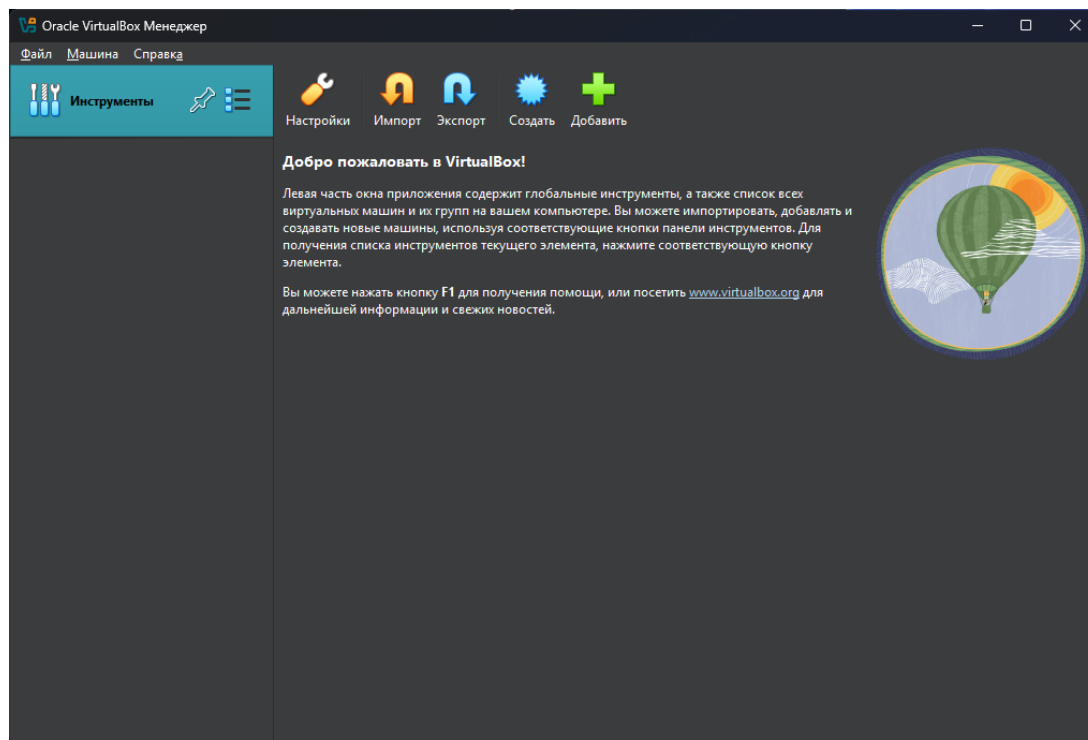 Oracle VirtualBox Менеджер
Файл Машина Справка
Инструменты
Настройки Импорт Экспорт Создать Добавить
Добро пожаловать в VirtualBox!
Левая часть окна приложения содержит глобальные инструменты, а также список всех
виртуальных машин и их групп на вашем компьютере. Вы можете импортировать, добавлять и
создавать новые машины, используя соответствующие кнопки панели инструментов. Для
получения списка инструментов текущего элемента, нажмите соответствующую кнопку
элемента.
Вы можете нажать кнопку F1 для получения помощи, или посетить www.virtualbox.org для
дальнейшей информации и свежих новостей.